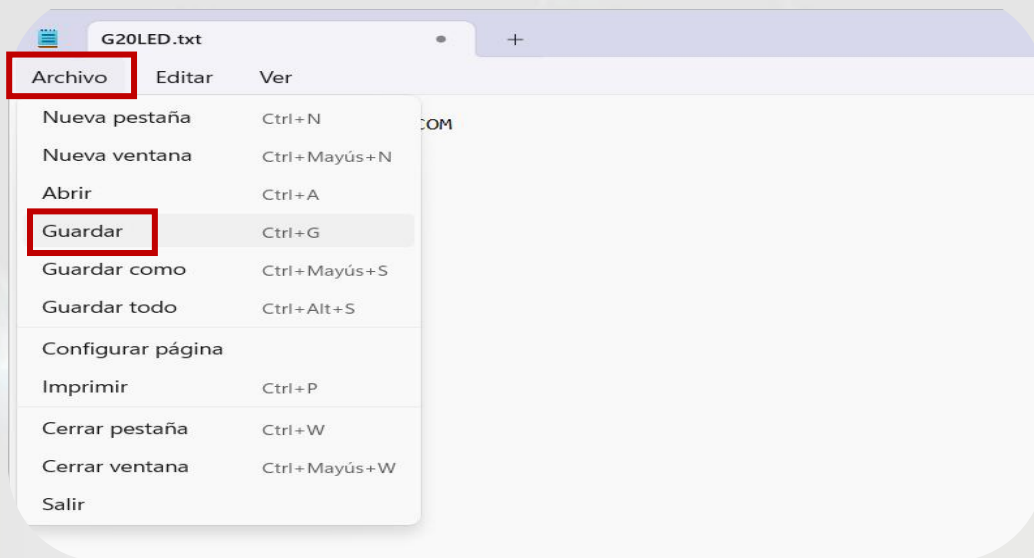 G20LED.txt
Archivo Editar Ver
Nueva pestaña Ctrl+N
COM
Nueva ventana Ctrl+Mayús+N
Abrir Ctrl+A
Guardar Ctrl+G
Guardar como Ctrl+Mayús+S
Guardar todo Ctrl+Alt+S
Configurar página
Imprimir Ctrl+P
Cerrar pestaña Ctrl+W
Cerrar ventana Ctrl+Mayús+W
Salir